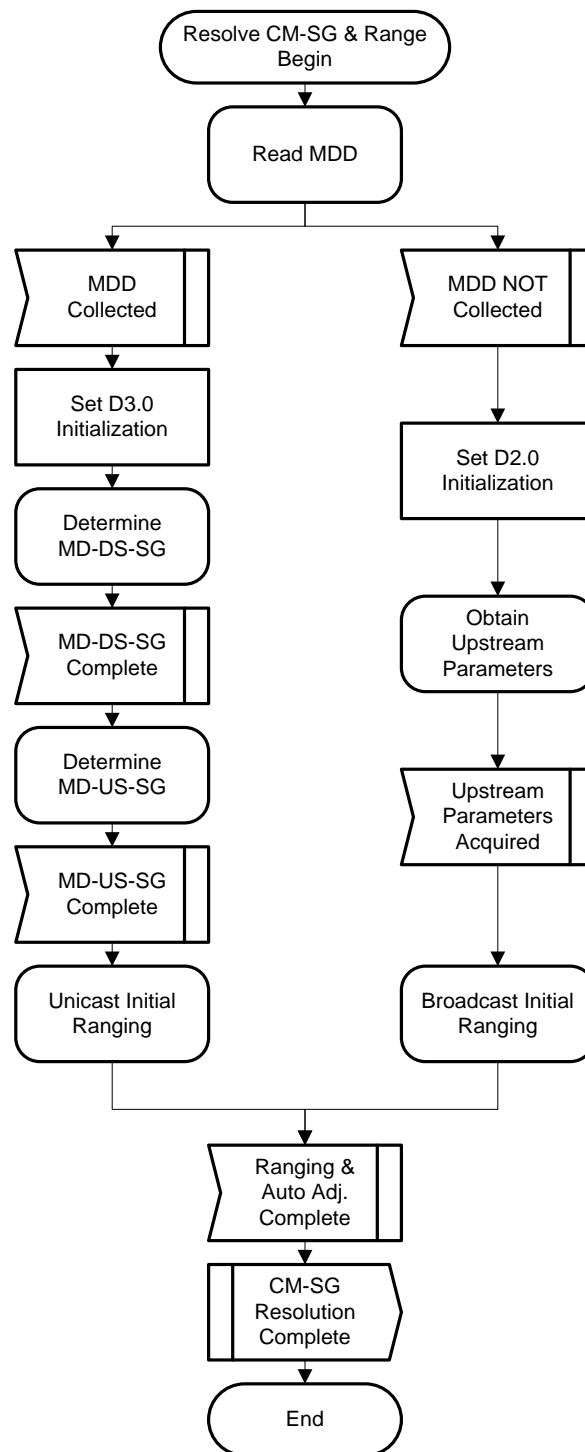 Resolve CM-SG & Range
Begin
Read MDD
MDD
Collected
Set D3.0
Initialization
Determine
MD-DS-SG
MD-DS-SG
Complete
Determine
MD-US-SG
MD-US-SG
Complete
Unicast Initial
Ranging
MDD NOT
Collected
Set D2.0
Initialization
Obtain
Upstream
Parameters
Upstream
Parameters
Acquired
Broadcast Initial
Ranging
Ranging &
Auto Adj.
Complete
CM-SG
Resolution
Complete
End